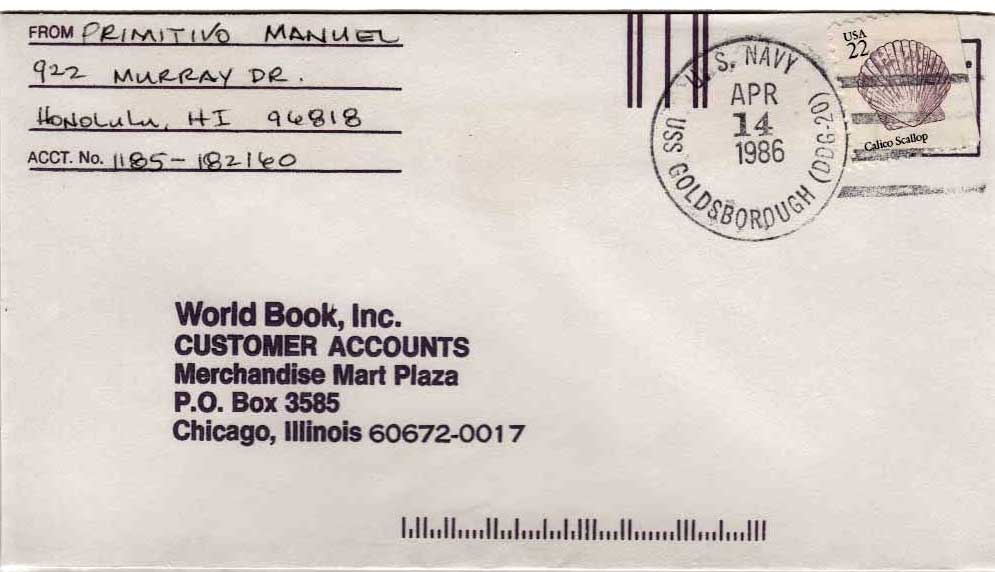 FROM PRIMITIVO MANUEL
922 MURRAY DR.
HONOLULU, HI 96818
ACCT. No. 1185-182160
U.S. NAVY
APR
14
1986
USS GOLDSBOROUGH (DDG-20)
USA
22
Calico Scallop
World Book, Inc.
CUSTOMER ACCOUNTS
Merchandise Mart Plaza
P.O. Box 3585
Chicago, Illinois 60672-0017